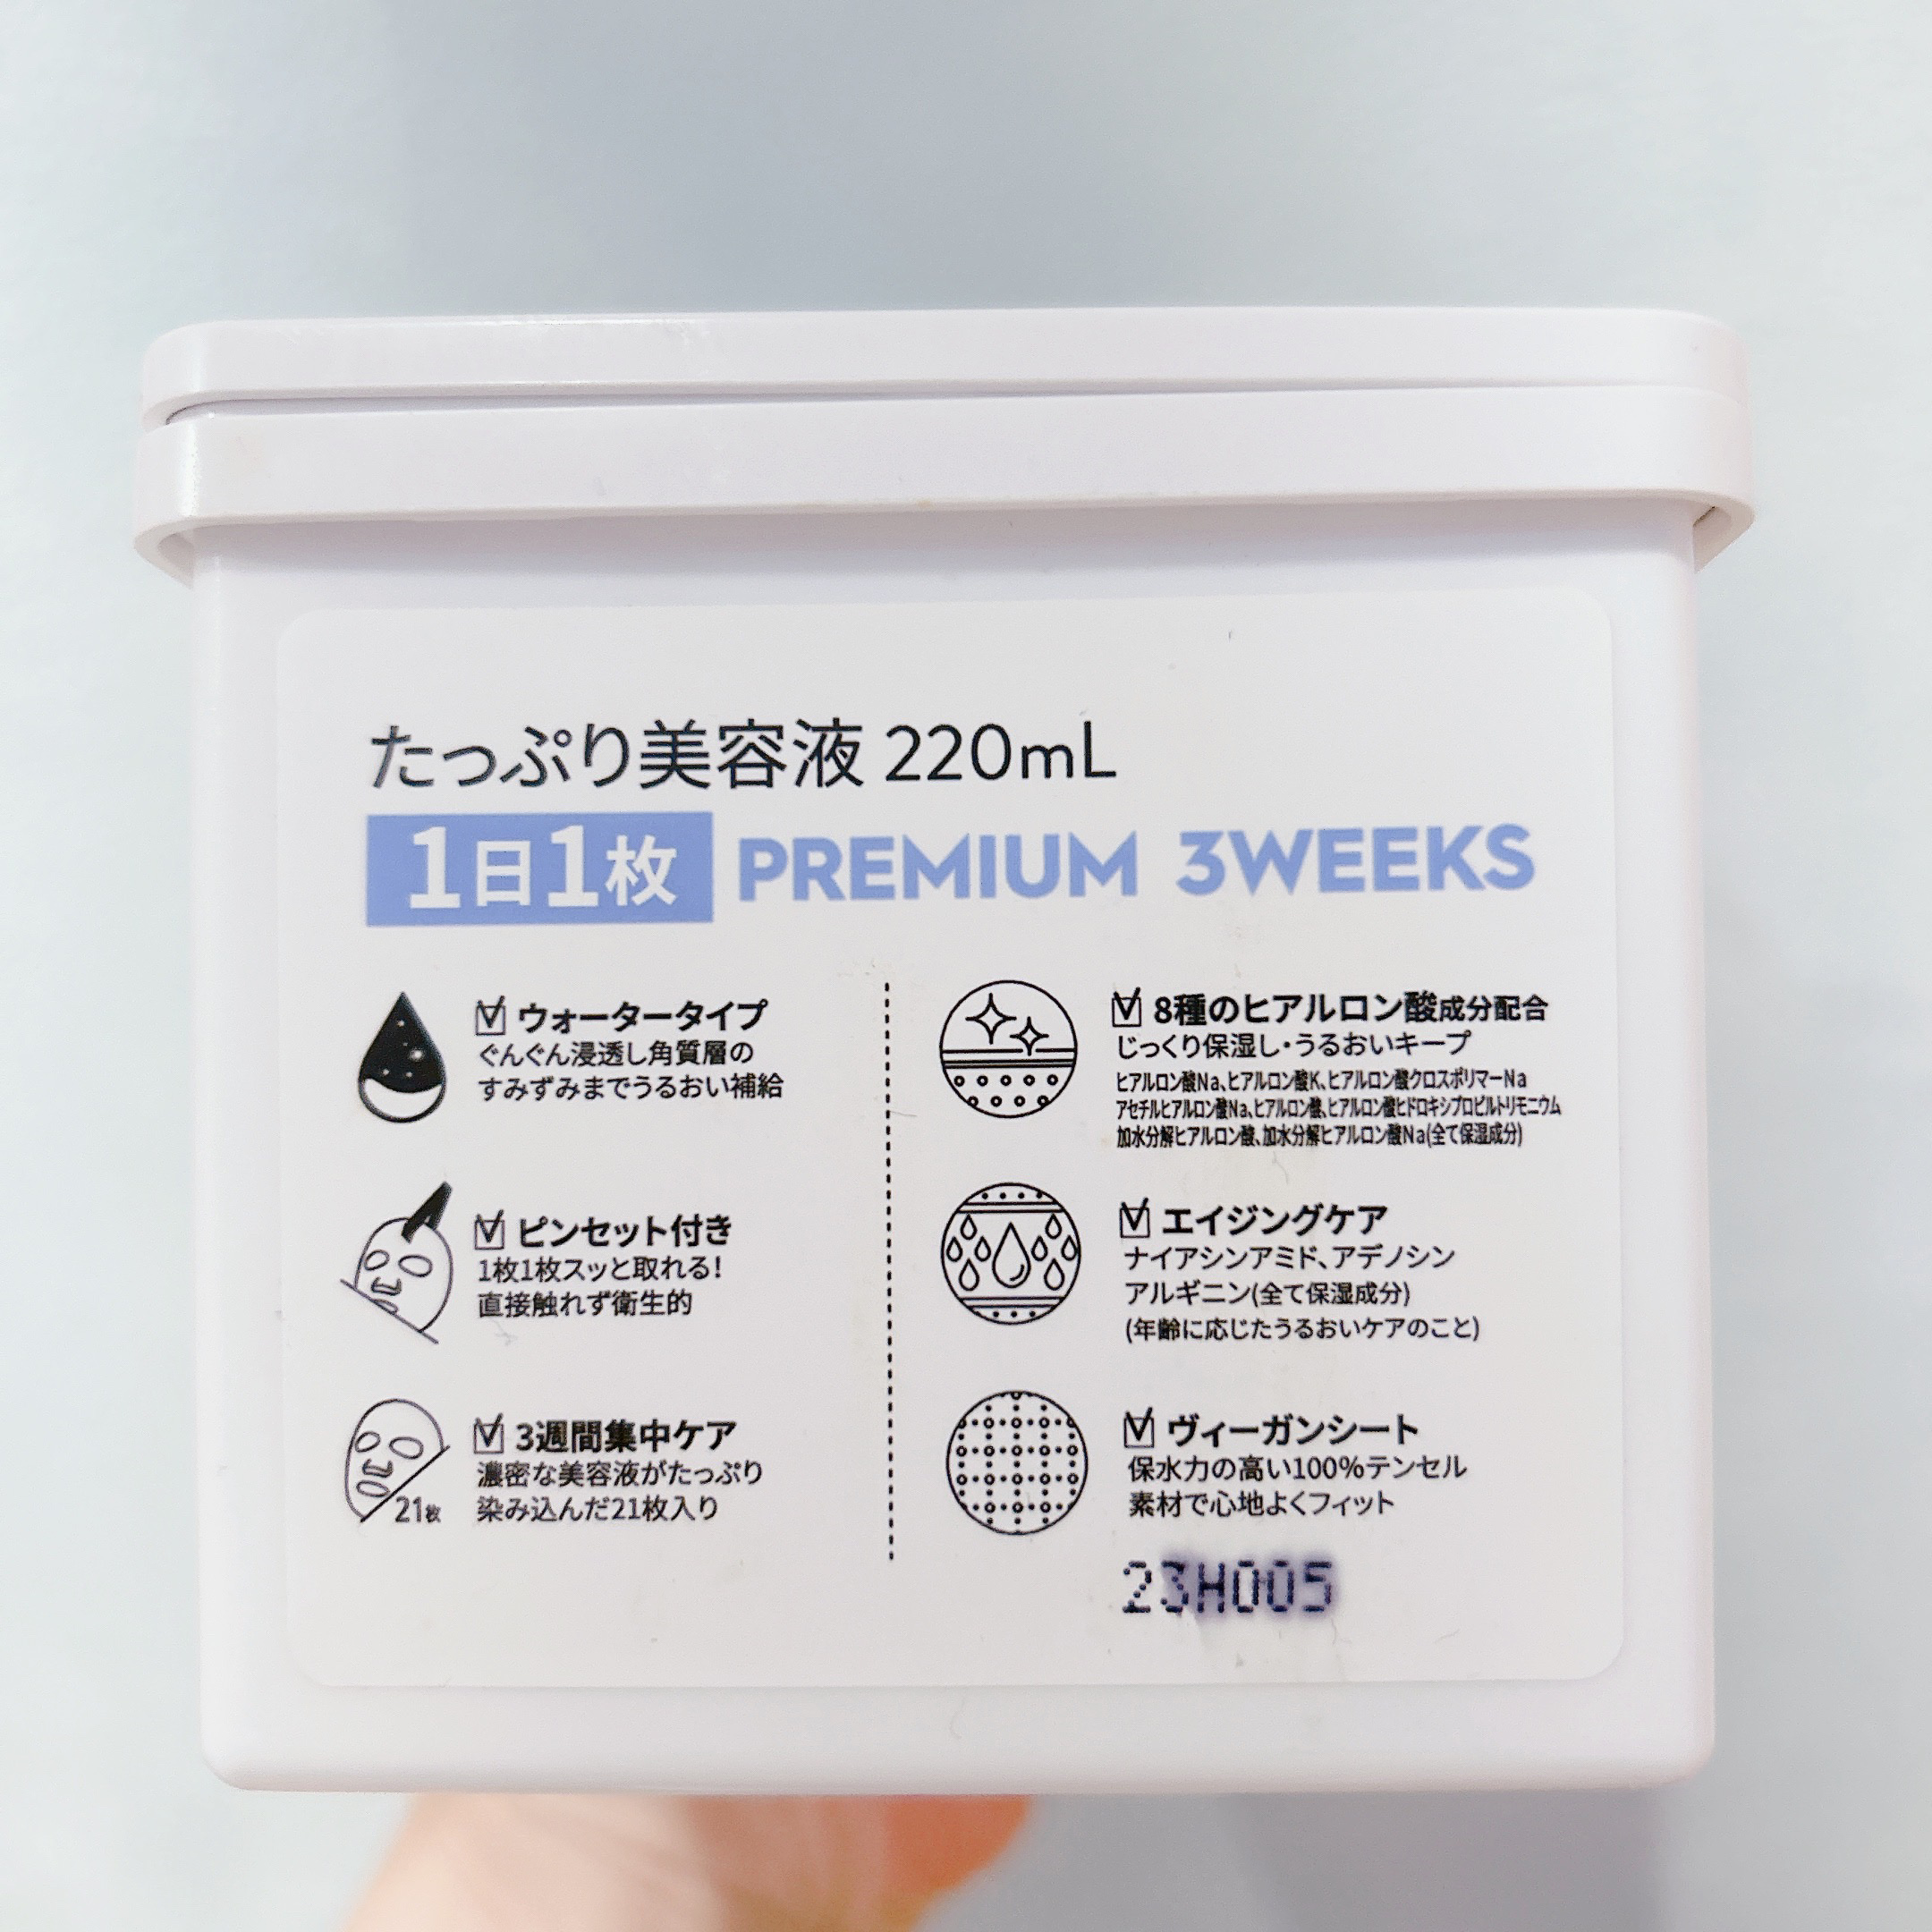 たっぷり美容液 220mL
1日1枚 PREMIUM 3WEEKS
ウォータータイプ
ぐんぐん浸透し角質層の
すみずみまでうるおい補給
ピンセット付き
1枚1枚スッと取れる!
直接触れず衛生的
3週間集中ケア
濃密な美容液がたっぷり
染み込んだ21枚入り
21枚
8種のヒアルロン酸成分配合
じっくり保湿し・うるおいキープ
ヒアルロン酸Na、ヒアルロン酸K、ヒアルロン酸クロスポリマーNa
アセチルヒアルロン酸Na、ヒアルロン酸、ヒアルロン酸ヒドロキシプロピルトリモニウム
加水分解ヒアルロン酸、加水分解ヒアルロン酸Na(全て保湿成分)
エイジングケア
ナイアシンアミド、アデノシン
アルギニン(全て保湿成分)
(年齢に応じたうるおいケアのこと)
ヴィーガンシート
保水力の高い100%テンセル
素材で心地よくフィット
23H005